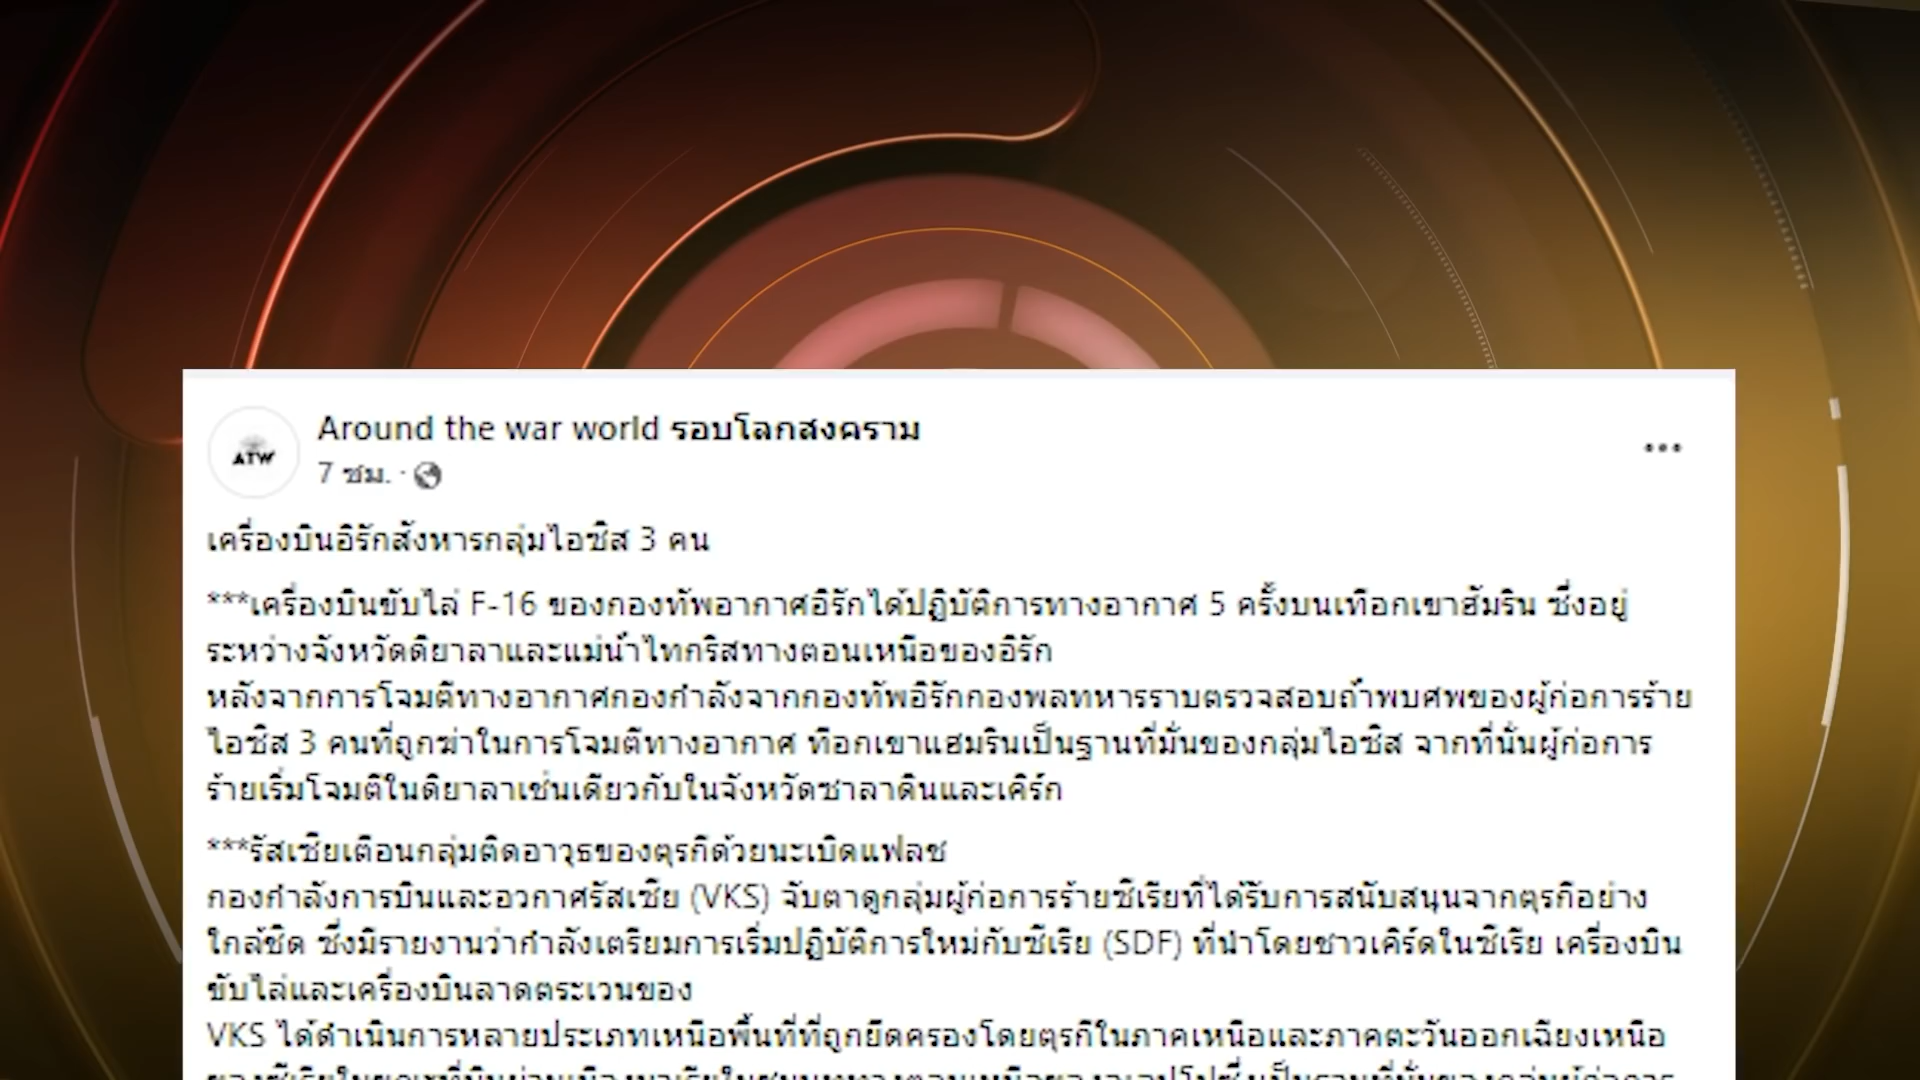 Around the war world รอบโลกสงคราม
ATW
7 ชม. ·
เครื่องบินอิรักสังหารกลุ่มไอซิส 3 คน
***เครื่องบินขับไล่ F-16 ของกองทัพอากาศอิรักได้ปฏิบัติการทางอากาศ 5 ครั้งบนเทือกเขาฮัมริน ซึ่งอยู่
ระหว่างจังหวัดดิยาลาและแม่น้ำไทกริสทางตอนเหนือของอิรัก
หลังจากการโจมตีทางอากาศกองกำลังจากกองทัพอิรักกองพลทหารราบตรวจสอบถ้ำพบศพของผู้ก่อการร้าย
ไอซิส 3 คนที่ถูกฆ่าในการโจมตีทางอากาศ ทือกเขาแฮมรินเป็นฐานที่มั่นของกลุ่มไอซิส จากที่นั่นผู้ก่อการ
ร้ายเริ่มโจมติในดิยาลาเช่นเดียวกับในจังหวัดซาลาดินและเคิร์ก
***รัสเซียเตือนกลุ่มติดอาวุธของตุรกีด้วยนะเบิดแฟลช
กองกำลังการบินและอวกาศรัสเซีย (VKS) จับตาดูกลุ่มผู้ก่อการร้ายซีเรียที่ได้รับการสนับสนุนจากตุรกีอย่าง
ใกล้ชิด ซึ่งมีรายงานว่ากำลังเตรียมการเริ่มปฏิบัติการใหม่กับซีเรีย (SDF) ที่นำโดยชาวเคิร์ดในซีเรีย เครื่องบิน
ขับไล่และเครื่องบินลาดตระเวนของ
VKS ได้ดำเนินการหลายประเภทเหนือพื้นที่ที่ถูกยึดครองโดยตุรกีในภาคเหนือและภาคตะวันออกเฉียงเหนือ